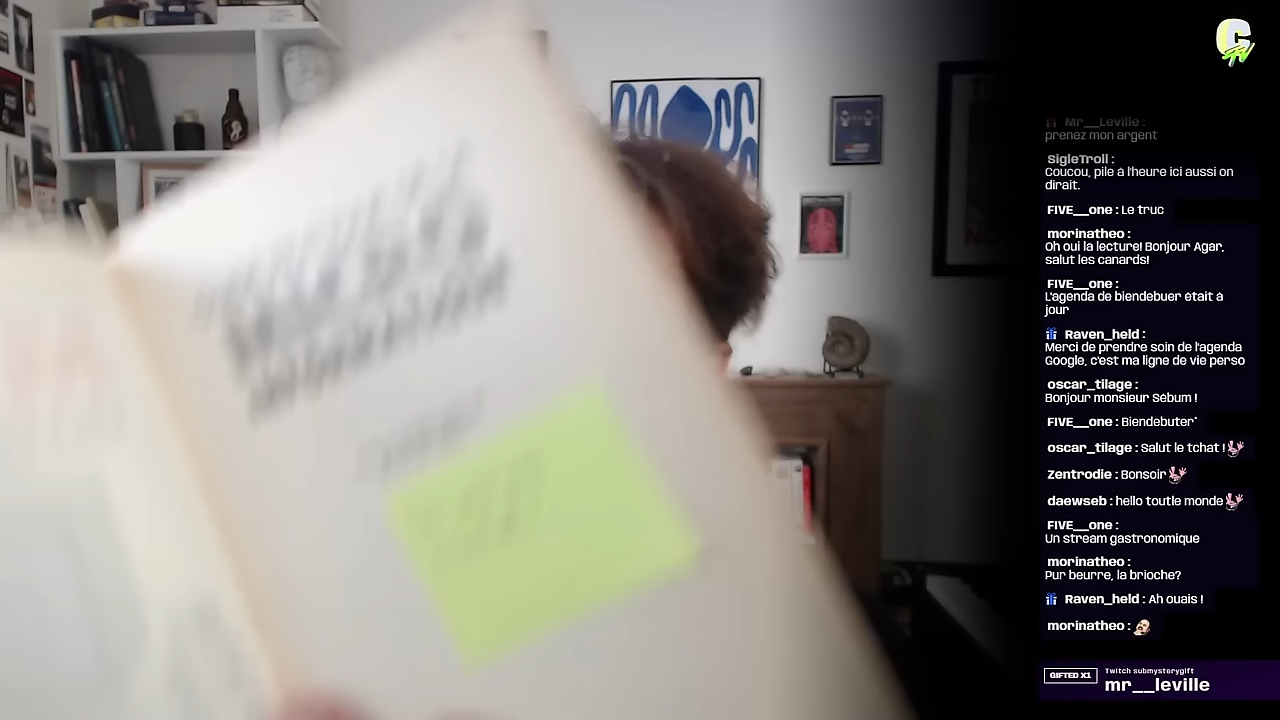 Mr__Leville :
prenez mon argent
SigleTroll :
Coucou, pile à l'heure ici aussi on
dirait.
FIVE__one : Le truc
morinatheo :
Oh oui la lecture! Bonjour Agar,
salut les canards!
FIVE__one :
L'agenda de biendebuer était à
jour
Raven_held :
Merci de prendre soin de l'agenda
Google, c'est ma ligne de vie perso
oscar_tilage :
Bonjour monsieur Sébum !
FIVE__one : Biendebuter*
oscar_tilage : Salut le tchat !
Zentrodie : Bonsoir
daewseb : hello toutle monde
FIVE__one :
Un stream gastronomique
morinatheo :
Pur beurre, la brioche?
Raven_held : Ah ouais !
morinatheo :
GIFTED X1
Twitch submysterygift
mr__leville